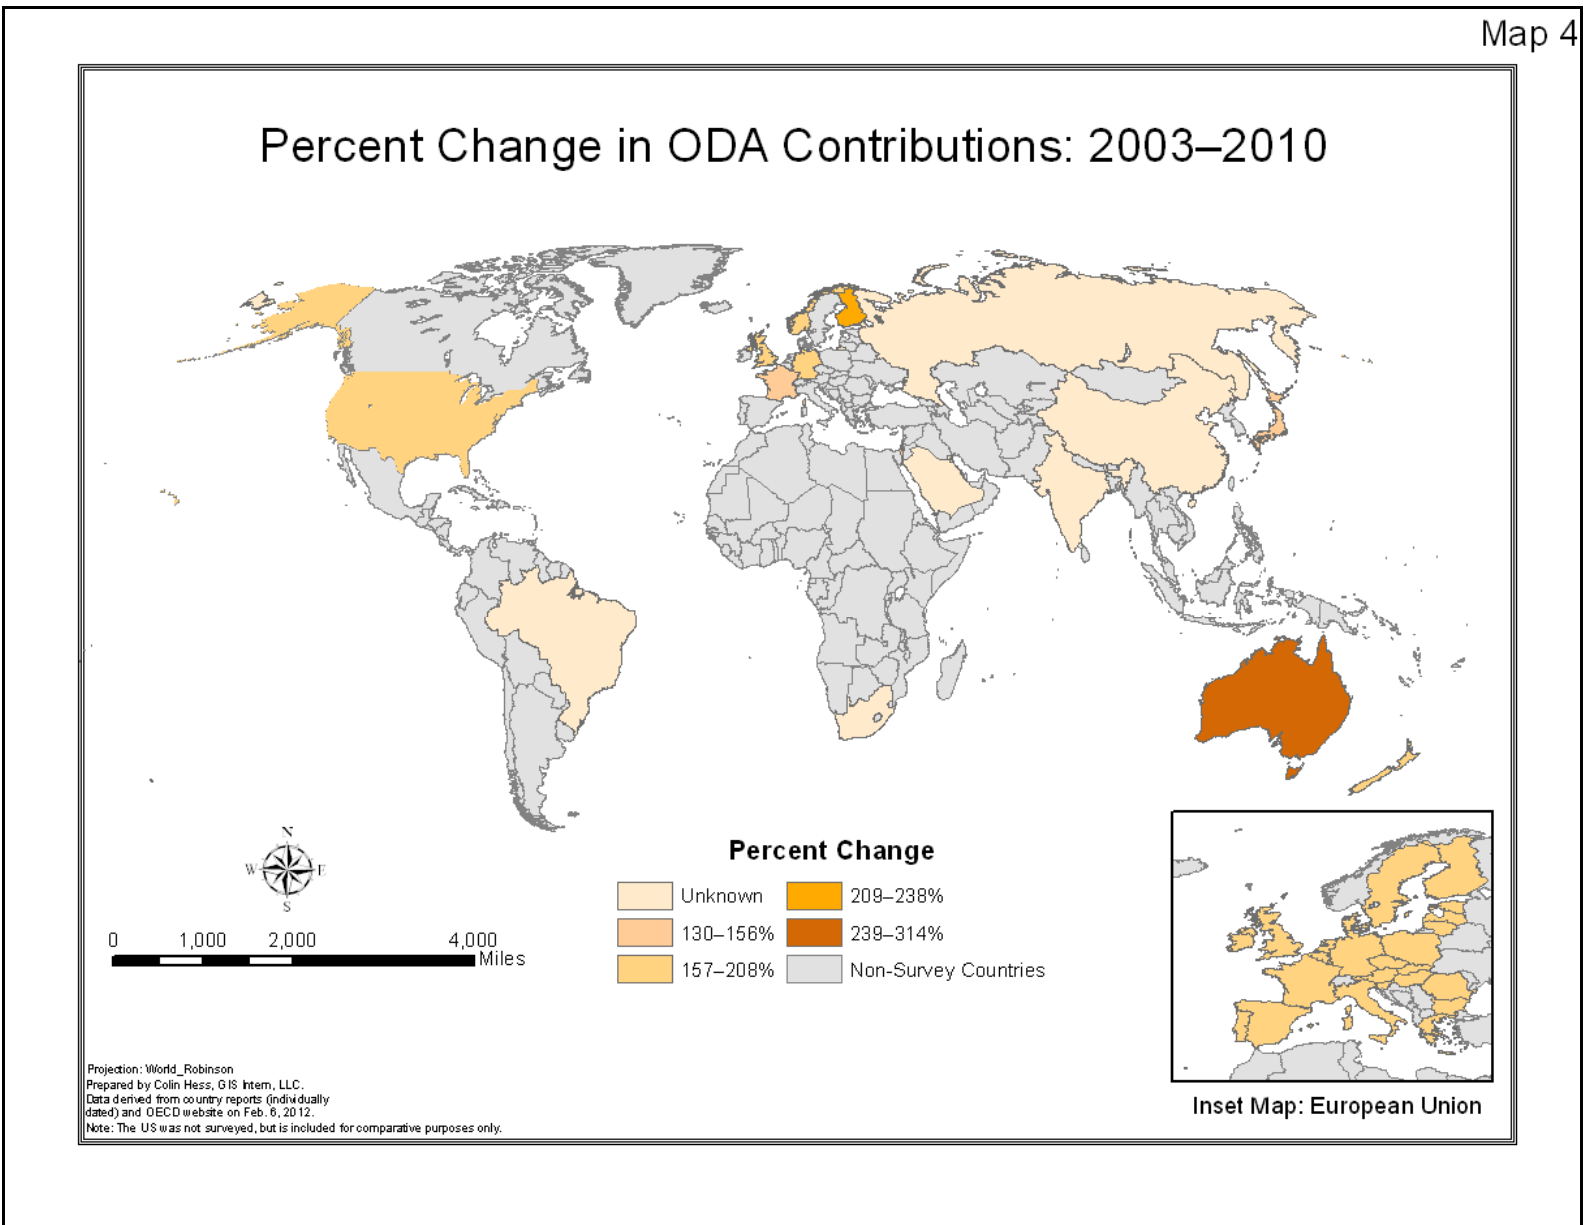 Map 4
Percent Change in ODA Contributions: 2003–2010
N
W
E
S
0
1,000
2,000
4,000
Miles
Percent Change
Unknown
209–238%
130–156%
239–314%
157–208%
Non-Survey Countries
Projection: World_Robinson
Prepared by Colin Hess, GIS Intern, LLC.
Data derived from country reports (individually
dated) and OECD website on Feb. 6, 2012.
Note: The US was not surveyed, but is included for comparative purposes only.
Inset Map: European Union